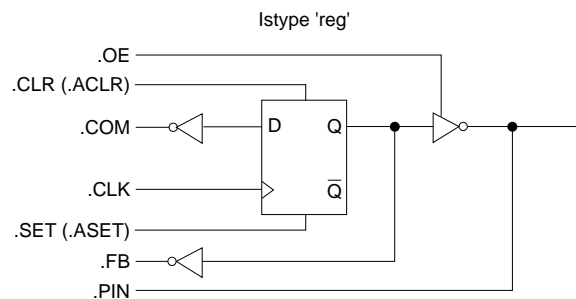 Istype 'reg'
.OE
.CLR (.ACLR)
.COM
D
Q
.CLK
Q̅
.SET (.ASET)
.FB
.PIN